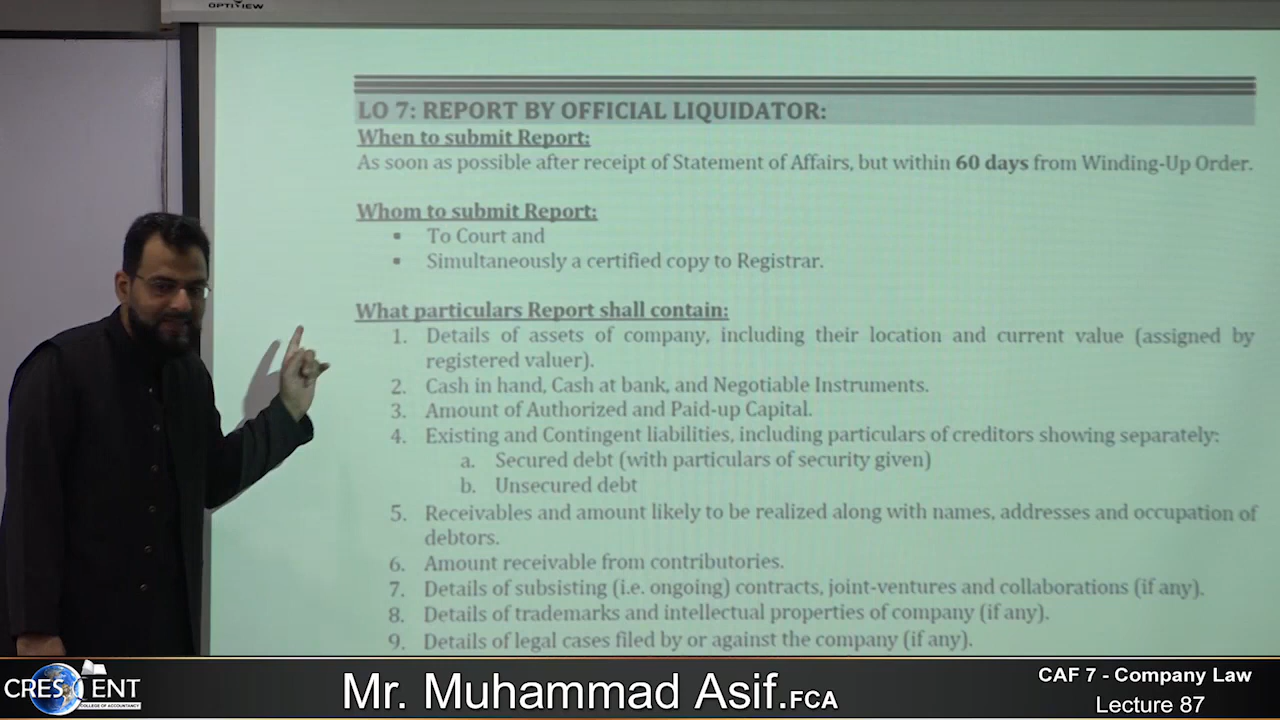 OPTIVIEW
LO 7: REPORT BY OFFICIAL LIQUIDATOR:
When to submit Report:
As soon as possible after receipt of Statement of Affairs, but within 60 days from Winding-Up Order.
Whom to submit Report:
▪ To Court and
▪ Simultaneously a certified copy to Registrar.
What particulars Report shall contain:
1. Details of assets of company, including their location and current value (assigned by
registered valuer).
2. Cash in hand, Cash at bank, and Negotiable Instruments.
3. Amount of Authorized and Paid-up Capital.
4. Existing and Contingent liabilities, including particulars of creditors showing separately:
a. Secured debt (with particulars of security given)
b. Unsecured debt
5. Receivables and amount likely to be realized along with names, addresses and occupation of
debtors.
6. Amount receivable from contributories.
7. Details of subsisting (i.e. ongoing) contracts, joint-ventures and collaborations (if any).
8. Details of trademarks and intellectual properties of company (if any).
9. Details of legal cases filed by or against the company (if any).
CRESCENT
COLLEGE OF ACCOUNTANCY
Mr. Muhammad Asif.FCA
CAF 7 - Company Law
Lecture 87